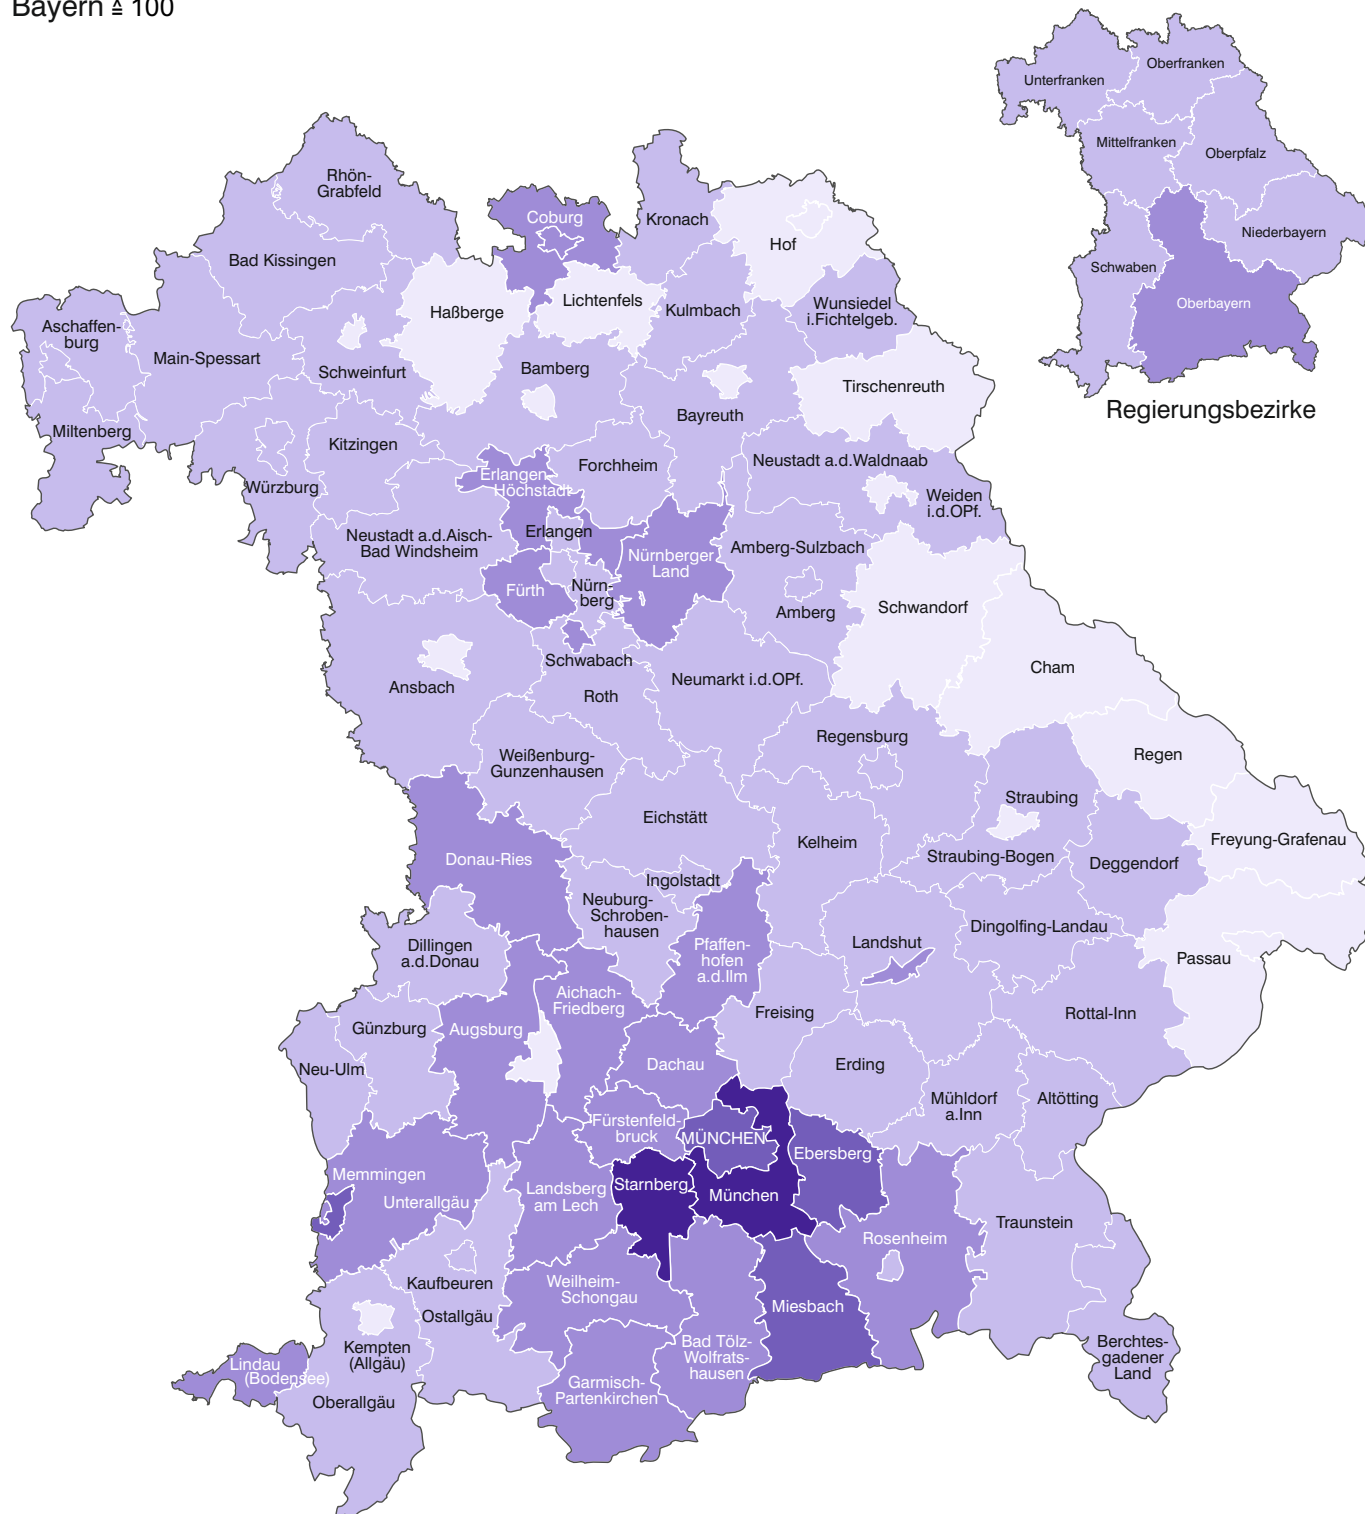 Bayern ≙ 100
Unterfranken
Oberfranken
Mittelfranken
Oberpfalz
Niederbayern
Schwaben
Oberbayern
Regierungsbezirke
Rhön-
Grabfeld
Coburg
Kronach
Hof
Bad Kissingen
Haßberge
Lichtenfels
Kulmbach
Wunsiedel
i.Fichtelgeb.
Aschaffen-
burg
Main-Spessart
Schweinfurt
Bamberg
Tirschenreuth
Bayreuth
Miltenberg
Kitzingen
Würzburg
Erlangen-
Höchstadt
Forchheim
Neustadt a.d.Waldnaab
Weiden
i.d.OPf.
Neustadt a.d.Aisch-
Bad Windsheim
Erlangen
Nürnberger
Land
Amberg-Sulzbach
Fürth
Nürn-
berg
Amberg
Schwandorf
Schwabach
Roth
Ansbach
Neumarkt i.d.OPf.
Cham
Regensburg
Weißenburg-
Gunzenhausen
Regen
Straubing
Eichstätt
Kelheim
Straubing-Bogen
Deggendorf
Freyung-Grafenau
Donau-Ries
Ingolstadt
Neuburg-
Schroben-
hausen
Dingolfing-Landau
Landshut
Dillingen
a.d.Donau
Pfaffen-
hofen
a.d.Ilm
Passau
Aichach-
Friedberg
Freising
Rottal-Inn
Günzburg
Augsburg
Neu-Ulm
Dachau
Erding
Mühldorf
a.Inn
Altötting
Fürstenfeld-
bruck
MÜNCHEN
Ebersberg
Memmingen
Unterallgäu
Landsberg
am Lech
Starnberg
München
Traunstein
Rosenheim
Kaufbeuren
Ostallgäu
Weilheim-
Schongau
Miesbach
Kempten
(Allgäu)
Bad Tölz-
Wolfrats-
hausen
Berchtes-
gadener
Land
Lindau
(Bodensee)
Oberallgäu
Garmisch-
Partenkirchen